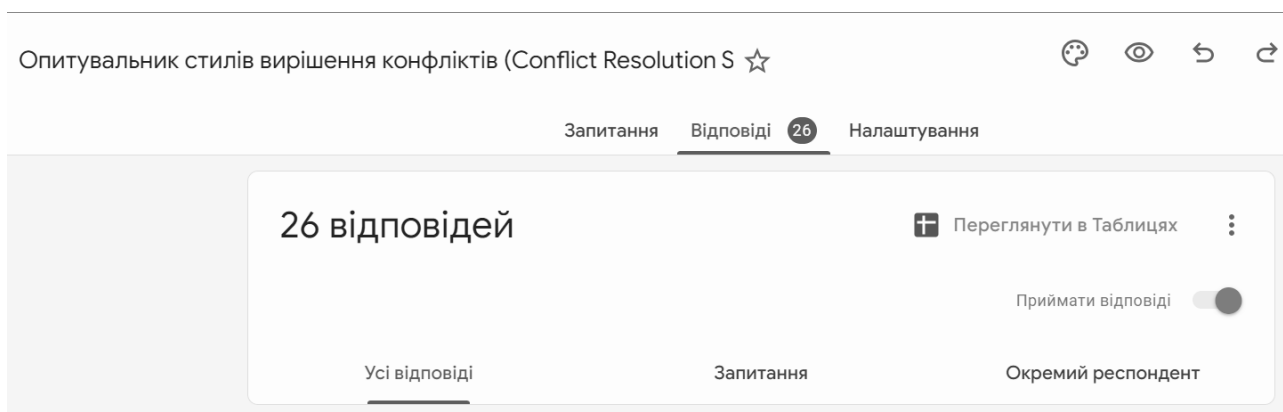 Опитувальник стилів вирішення конфліктів (Conflict Resolution S
Запитання Відповіді 26 Налаштування
26 відповідей
Переглянути в Таблицях
Приймати відповіді
Усі відповіді Запитання Окремий респондент